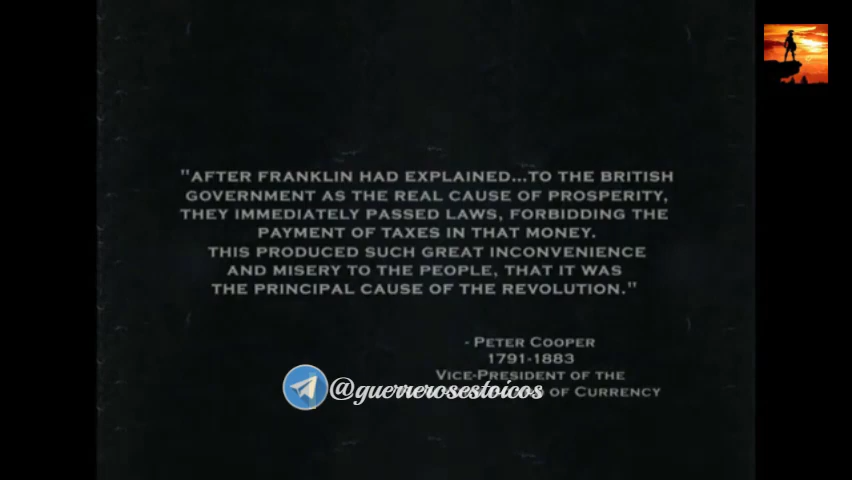 "AFTER FRANKLIN HAD EXPLAINED...TO THE BRITISH
GOVERNMENT AS THE REAL CAUSE OF PROSPERITY,
THEY IMMEDIATELY PASSED LAWS, FORBIDDING THE
PAYMENT OF TAXES IN THAT MONEY.
THIS PRODUCED SUCH GREAT INCONVENIENCE
AND MISERY TO THE PEOPLE, THAT IT WAS
THE PRINCIPAL CAUSE OF THE REVOLUTION."
- PETER COOPER
1791-1883
VICE-PRESIDENT OF THE
OF CURRENCY
@guerrerosestoicos